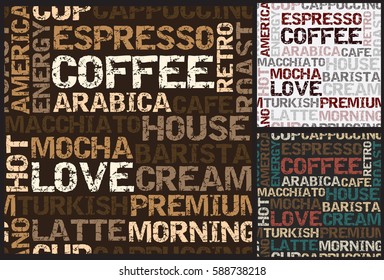 CUP CAPPUCCINO
AMERICA
ENERGY
ESPRESSO
COFFEE
RETRO
ARABICA CAFE
ROAST
MACCHIATO HOUSE
HOT
MOCHA BARISTA
LOVE CREAM
TURKISH PREMIUM
LATTE MORNING
CUP CAPPUCCINO
CUP CAPPUCCINO
AMERICA
ENERGY
ESPRESSO
COFFEE
RETRO
ARABICA CAFE
MACCHIATO HOUSE
HOT
MOCHA BARISTA
LOVE CREAM
TURKISH PREMIUM
LATTE MORNING
CUP CAPPUCCINO
AMERICA
ENERGY
ESPRESSO
COFFEE
RETRO
ARABICA CAFE
MACCHIATO HOUSE
HOT
MOCHA BARISTA
LOVE CREAM
TURKISH PREMIUM
LATTE MORNING
shutterstock.com · 588738218